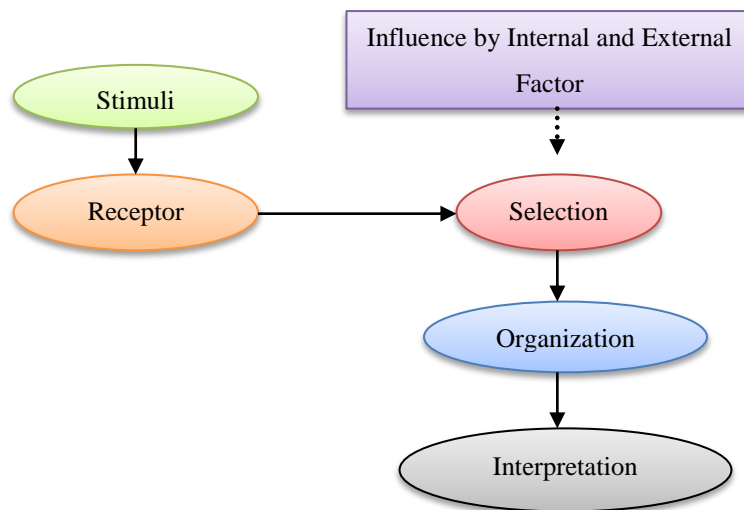 Influence by Internal and External
Factor
Stimuli
Receptor
Selection
Organization
Interpretation